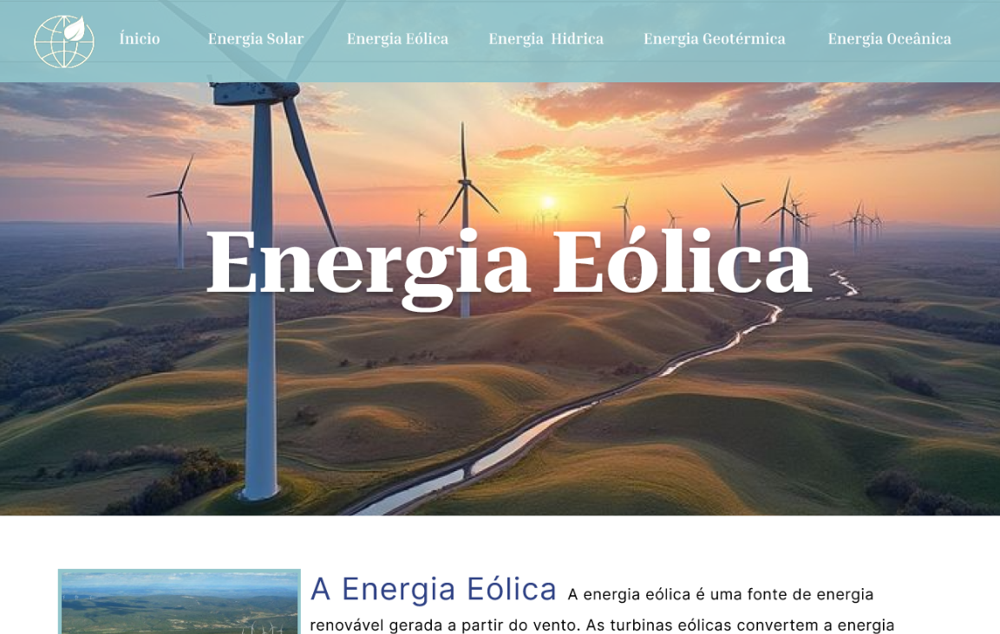 Ínicio Energia Solar Energia Eólica Energia Hidrica Energia Geotérmica Energia Oceânica
Energia Eólica
A Energia Eólica A energia eólica é uma fonte de energia
renovável gerada a partir do vento. As turbinas eólicas convertem a energia